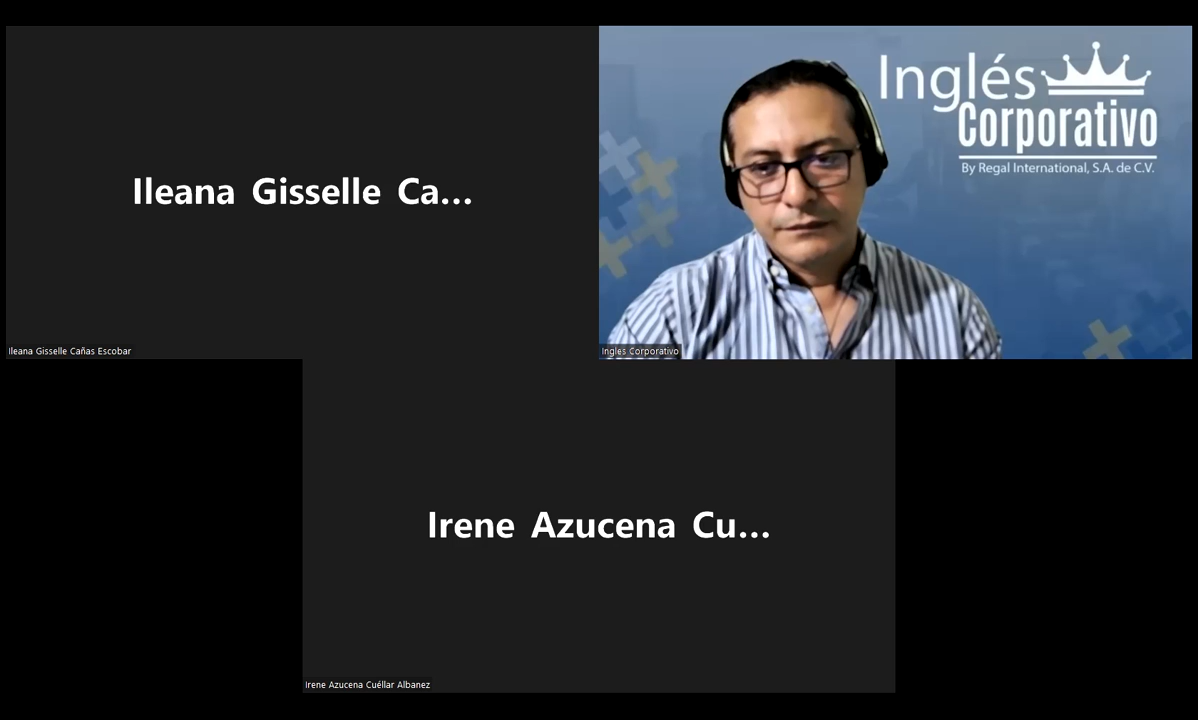 Ileana Gisselle Ca...
Ileana Gisselle Cañas Escobar
Inglés
Corporativo
By Regal International, S.A. de C.V.
Ingles Corporativo
Irene Azucena Cu...
Irene Azucena Cuéllar Albanez